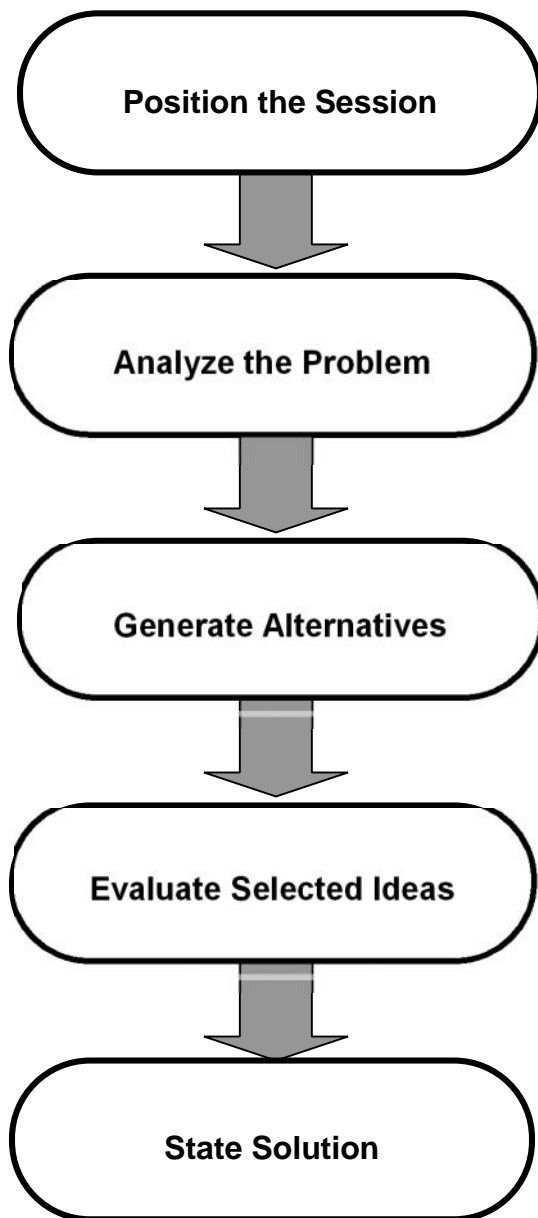 Position the Session
Analyze the Problem
Generate Alternatives
Evaluate Selected Ideas
State Solution